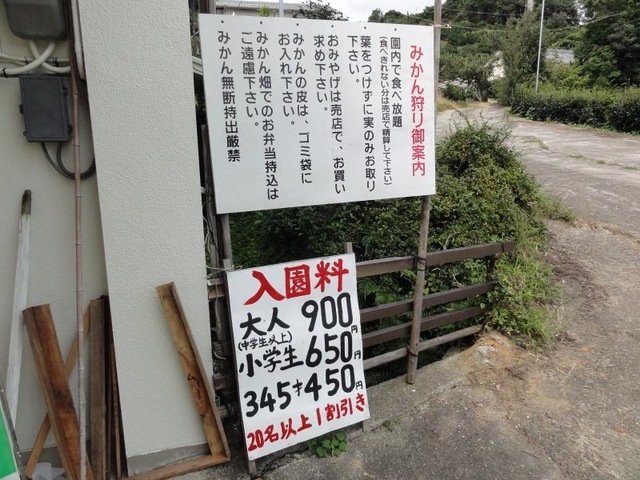 みかん狩り御案内
園内で食べ放題
(食べきれない分は売店で精算して下さい)
葉をつけずに実のみお取り
下さい。
おみやげは売店で、お買い
求め下さい。
みかんの皮は、ゴミ袋に
お入れ下さい。
みかん畑でのお弁当持込は
ご遠慮下さい。
みかん無断持出厳禁
入園料
大人 900円
(中学生以上)
小学生 650円
3 4 5才 450円
20名以上1割引き